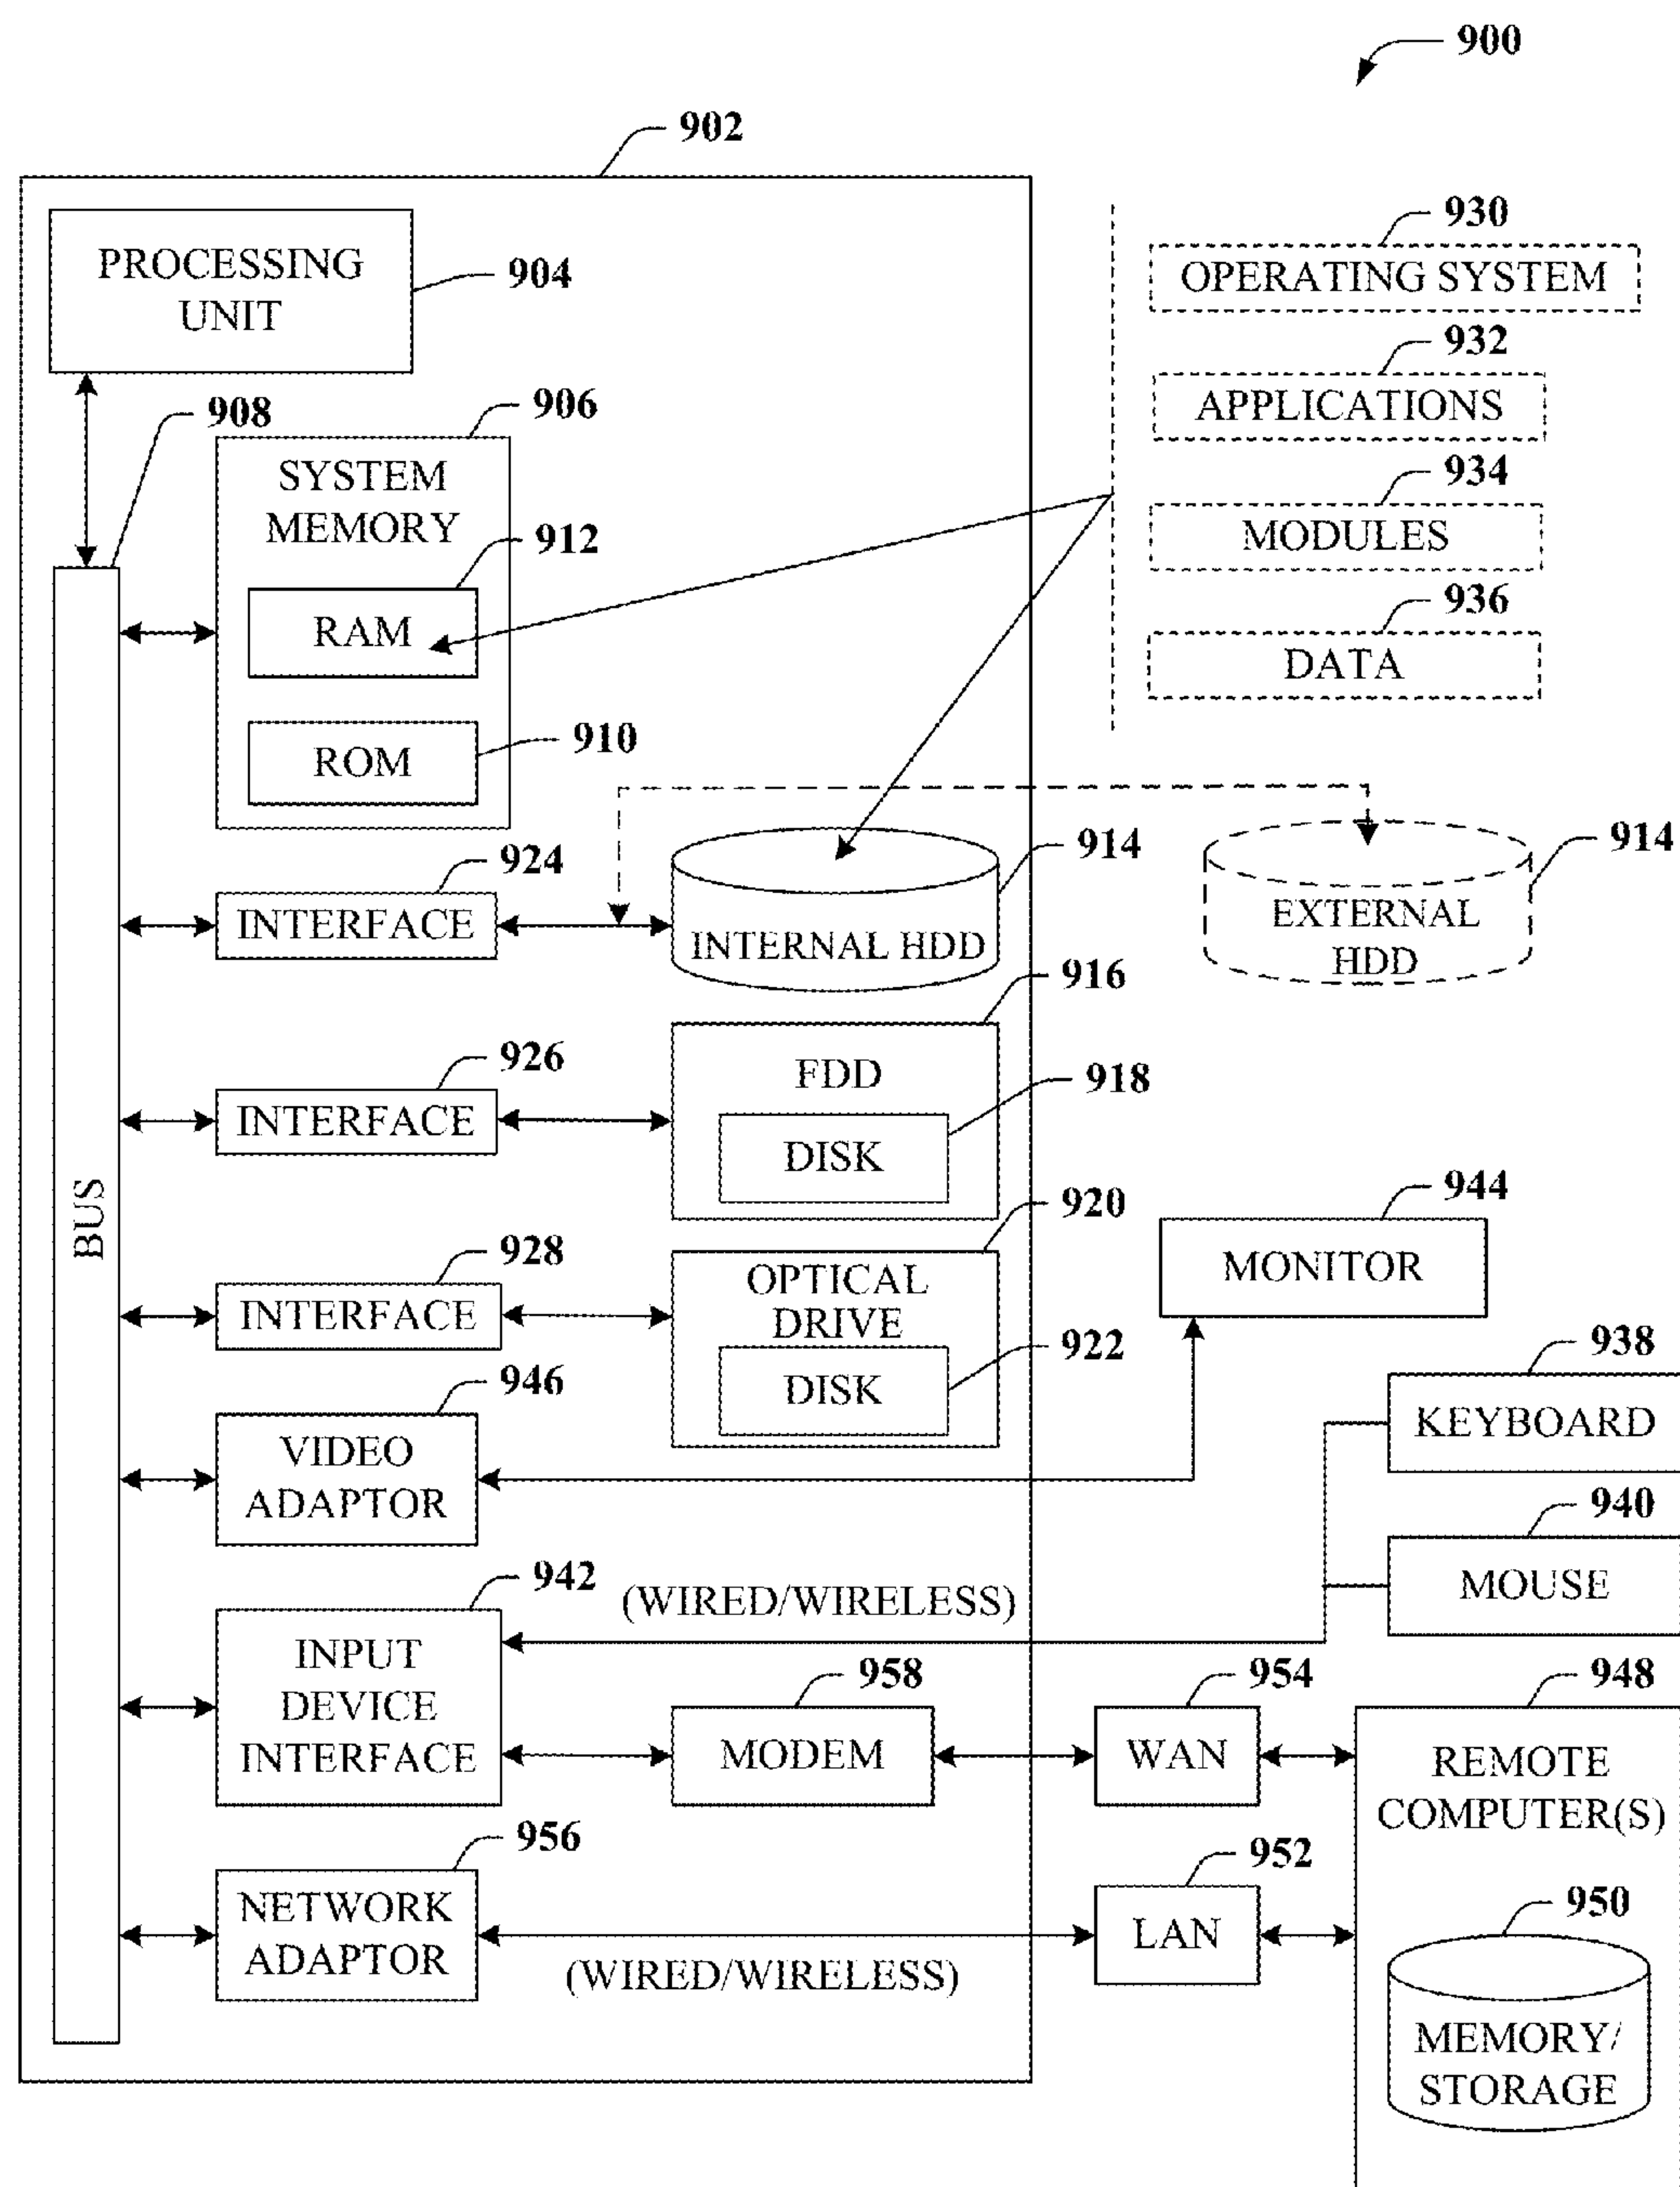 900
902
PROCESSING
UNIT
904
930
OPERATING SYSTEM
932
APPLICATIONS
934
MODULES
936
DATA
908
906
SYSTEM
MEMORY
912
RAM
910
ROM
924
INTERFACE
914
INTERNAL HDD
914
EXTERNAL
HDD
916
926
INTERFACE
FDD
918
DISK
BUS
920
928
INTERFACE
OPTICAL
DRIVE
922
DISK
944
MONITOR
946
VIDEO
ADAPTOR
938
KEYBOARD
940
MOUSE
942
(WIRED/WIRELESS)
INPUT
DEVICE
INTERFACE
958
MODEM
954
WAN
948
REMOTE
COMPUTER(S)
956
NETWORK
ADAPTOR
(WIRED/WIRELESS)
952
LAN
950
MEMORY/
STORAGE